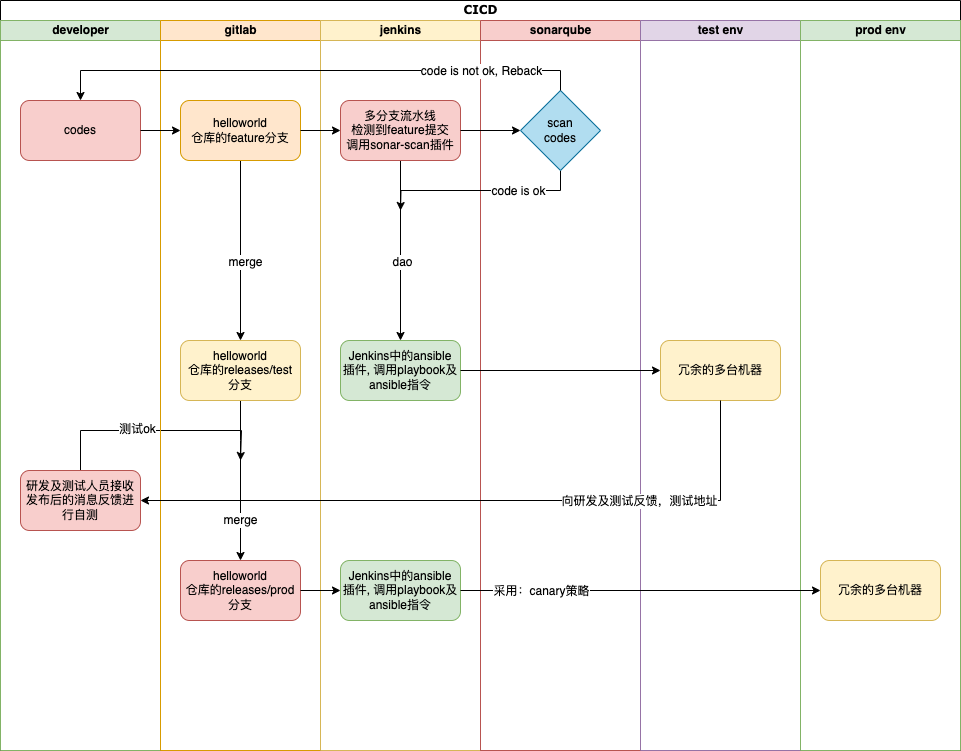 CICD
developer
gitlab
jenkins
sonarqube
test env
prod env
code is not ok, Reback
codes
helloworld
仓库的feature分支
多分支流水线
检测到feature提交
调用sonar-scan插件
scan
codes
code is ok
merge
dao
helloworld
仓库的releases/test
分支
Jenkins中的ansible
插件, 调用playbook及
ansible指令
冗余的多台机器
测试ok
研发及测试人员接收
发布后的消息反馈进
行自测
向研发及测试反馈，测试地址
merge
helloworld
仓库的releases/prod
分支
Jenkins中的ansible
插件, 调用playbook及
ansible指令
采用：canary策略
冗余的多台机器